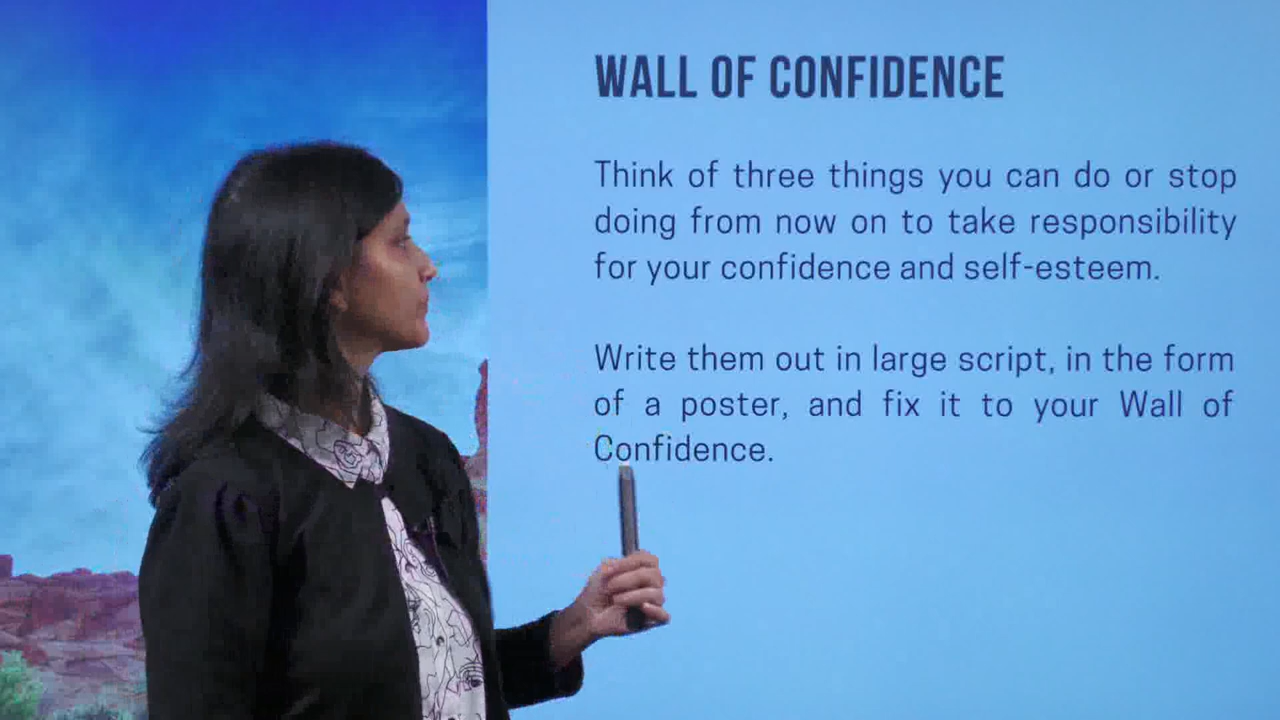 WALL OF CONFIDENCE
Think of three things you can do or stop
doing from now on to take responsibility
for your confidence and self-esteem.
Write them out in large script, in the form
of a poster, and fix it to your Wall of
Confidence.